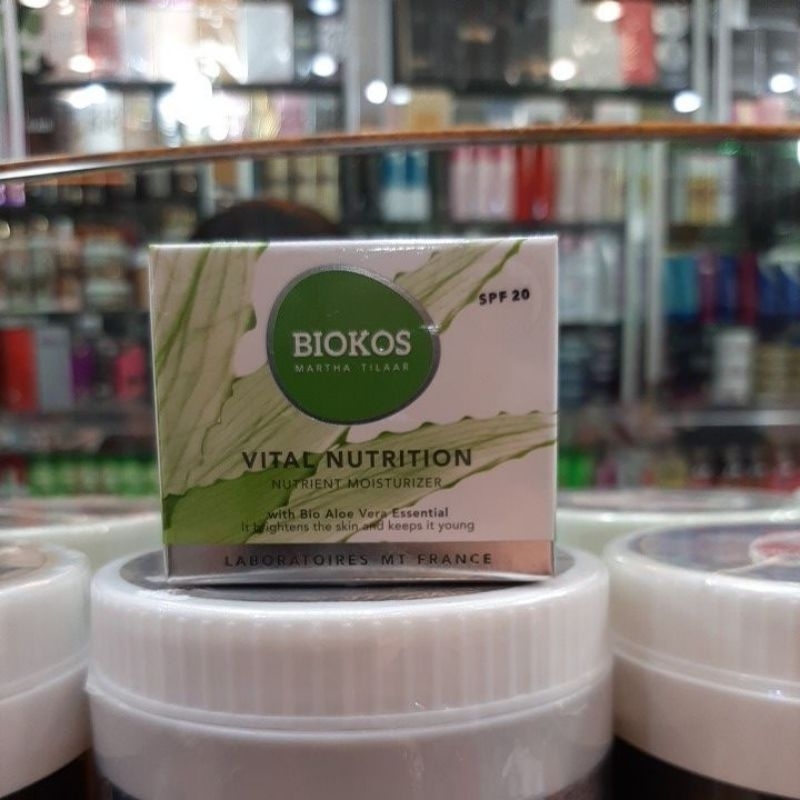 SPF 20
BIOKOS
MARTHA TILAAR
VITAL NUTRITION
NUTRIENT MOISTURIZER
with Bio Aloe Vera Essential
It brightens the skin and keeps it young
LABORATOIRES MT FRANCE